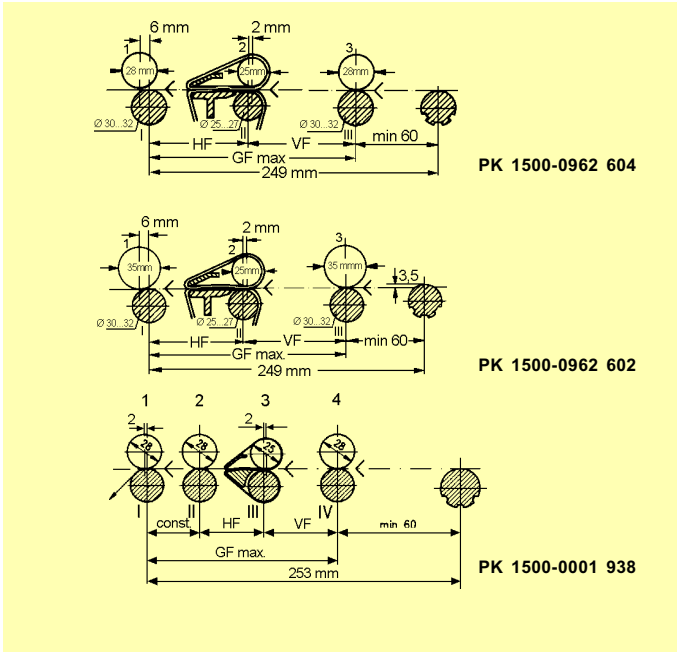 6 mm
2 mm
1
2
3
28 mm
25mm
28mm
Ø 30...32
Ø 25...27
Ø 30...32
I
II
III
HF
VF
min 60
GF max
249 mm
PK 1500-0962 604
6 mm
2 mm
1
2
3
35mm
25mm
35 mm
3,5
Ø 30...32
Ø 25...27
Ø 30...32
I
II
III
HF
VF
min 60
GF max.
249 mm
PK 1500-0962 602
1
2
3
4
2
2
28
28
25
28
I
II
III
IV
const.
HF
VF
min 60
GF max.
253 mm
PK 1500-0001 938